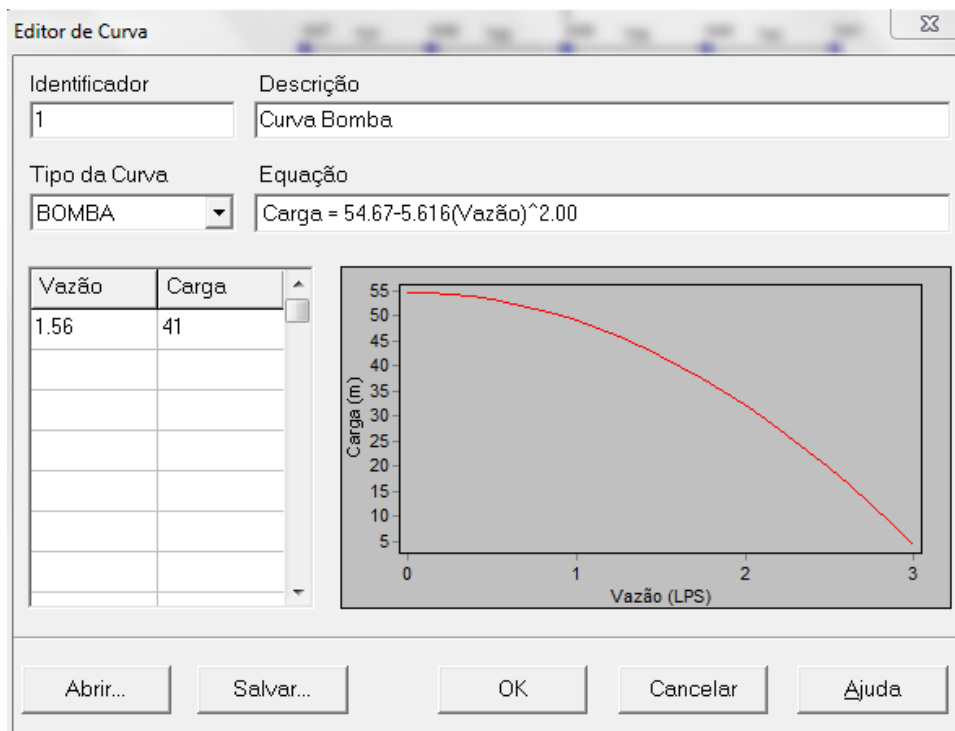 Editor de Curva
Identificador Descrição
1 Curva Bomba
Tipo da Curva Equação
BOMBA Carga = 54.67-5.616(Vazão)^2.00
Vazão Carga
1.56 41
55
50
45
40
35
30
25
20
15
10
5
Carga (m)
0 1 2 3
Vazão (LPS)
Abrir... Salvar... OK Cancelar Ajuda